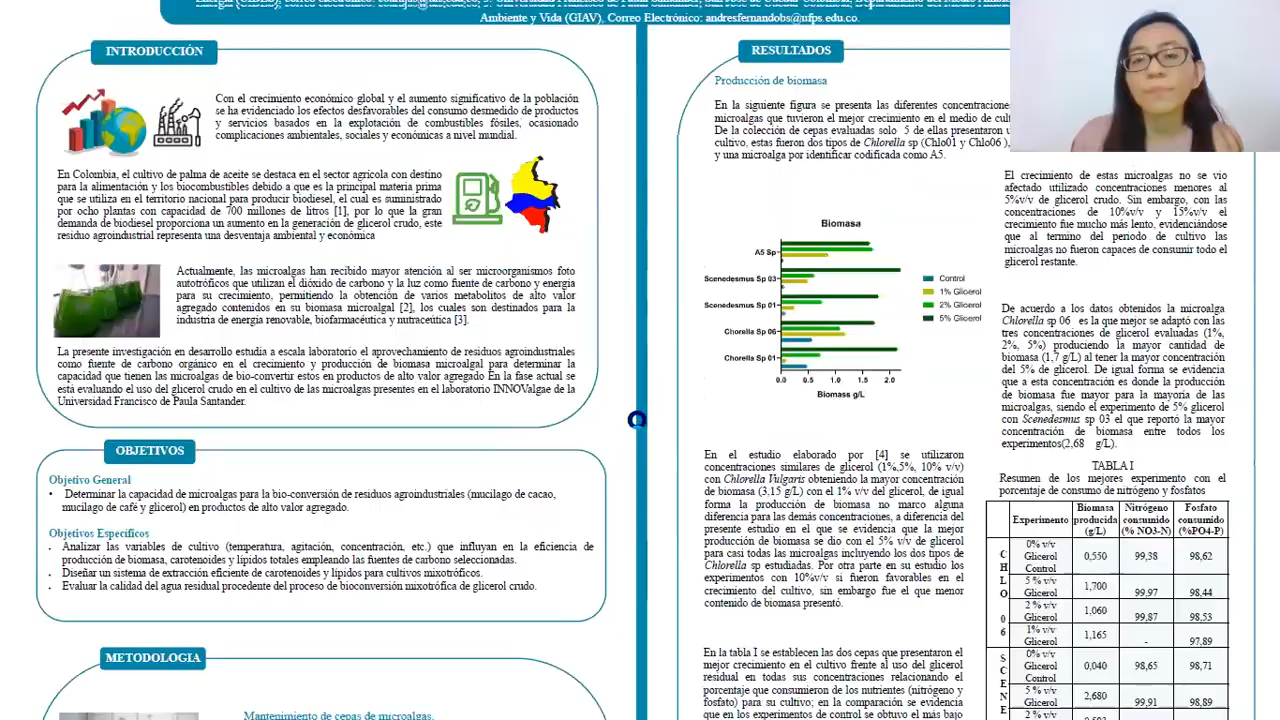 Ambiente y Vida (GIAV), Correo Electrónico: andresfernandobs@ufps.edu.co.
INTRODUCCIÓN
Con el crecimiento económico global y el aumento significativo de la población
se ha evidenciado los efectos desfavorables del consumo desmedido de productos
y servicios basados en la explotación de combustibles fósiles, ocasionado
complicaciones ambientales, sociales y económicas a nivel mundial.
En Colombia, el cultivo de palma de aceite se destaca en el sector agrícola con destino
para la alimentación y los biocombustibles debido a que es la principal materia prima
que se utiliza en el territorio nacional para producir biodiesel, el cual es suministrado
por ocho plantas con capacidad de 700 millones de litros [1], por lo que la gran
demanda de biodiesel proporciona un aumento en la generación de glicerol crudo, este
residuo agroindustrial representa una desventaja ambiental y económica
Actualmente, las microalgas han recibido mayor atención al ser microorganismos foto
autotróficos que utilizan el dióxido de carbono y la luz como fuente de carbono y energía
para su crecimiento, permitiendo la obtención de varios metabolitos de alto valor
agregado contenidos en su biomasa microalgal [2], los cuales son destinados para la
industria de energía renovable, biofarmacéutica y nutracéutica [3].
La presente investigación en desarrollo estudia a escala laboratorio el aprovechamiento de residuos agroindustriales
como fuente de carbono orgánico en el crecimiento y producción de biomasa microalgal para determinar la
capacidad que tienen las microalgas de bio-convertir estos en productos de alto valor agregado En la fase actual se
está evaluando el uso del glicerol crudo en el cultivo de las microalgas presentes en el laboratorio INNOValgae de la
Universidad Francisco de Paula Santander.
OBJETIVOS
Objetivo General
• Determinar la capacidad de microalgas para la bio-conversión de residuos agroindustriales (mucilago de cacao,
mucilago de café y glicerol) en productos de alto valor agregado.
Objetivos Específicos
. Analizar las variables de cultivo (temperatura, agitación, concentración, etc.) que influyan en la eficiencia de
producción de biomasa, carotenoides y lípidos totales empleando las fuentes de carbono seleccionadas.
. Diseñar un sistema de extracción eficiente de carotenoides y lípidos para cultivos mixotróficos.
. Evaluar la calidad del agua residual procedente del proceso de bioconversión mixotrófica de glicerol crudo.
METODOLOGIA
Mantenimiento de cepas de microalgas.
RESULTADOS
Producción de biomasa
En la siguiente figura se presenta las diferentes concentraciones
microalgas que tuvieron el mejor crecimiento en el medio de
De la colección de cepas evaluadas solo 5 de ellas presentaron
cultivo, estas fueron dos tipos de Chlorella sp (Chlo01 y Chlo06 ),
y una microalga por identificar codificada como A5.
Biomasa
A5 Sp
Scenedesmus Sp 03
Scenedesmus Sp 01
Chorella Sp 06
Chorella Sp 01
0.0 0.5 1.0 1.5 2.0
Biomass g/L
Control
1% Glicerol
2% Glicerol
5% Glicerol
En el estudio elaborado por [4] se utilizaron
concentraciones similares de glicerol (1%,5%, 10% v/v)
con Chlorella Vulgaris obteniendo la mayor concentración
de biomasa (3,15 g/L) con el 1% v/v del glicerol, de igual
forma la producción de biomasa no marco alguna
diferencia para las demás concentraciones, a diferencia del
presente estudio en el que se evidencia que la mejor
producción de biomasa se dio con el 5% v/v de glicerol
para casi todas las microalgas incluyendo los dos tipos de
Chlorella sp estudiadas. Por otra parte en su estudio los
experimentos con 10%v/v si fueron favorables en el
crecimiento del cultivo, sin embargo fue el que menor
contenido de biomasa presentó.
En la tabla I se establecen las dos cepas que presentaron el
mejor crecimiento en el cultivo frente al uso del glicerol
residual en todas sus concentraciones relacionando el
porcentaje que consumieron de los nutrientes (nitrógeno y
fosfato) para su cultivo; en la comparación se evidencia
que en los experimentos de control se obtuvo el más bajo
El crecimiento de estas microalgas no se vio
afectado utilizado concentraciones menores al
5%v/v de glicerol crudo. Sin embargo, con las
concentraciones de 10%v/v y 15%v/v el
crecimiento fue mucho más lento, evidenciándose
que al termino del periodo de cultivo las
microalgas no fueron capaces de consumir todo el
glicerol restante.
De acuerdo a los datos obtenidos la microalga
Chlorella sp 06 es la que mejor se adaptó con las
tres concentraciones de glicerol evaluadas (1%,
2%, 5%) produciendo la mayor cantidad de
biomasa (1,7 g/L) al tener la mayor concentración
del 5% de glicerol. De igual forma se evidencia
que a esta concentración es donde la producción
de biomasa fue mayor para la mayoría de las
microalgas, siendo el experimento de 5% glicerol
con Scenedesmus sp 03 el que reportó la mayor
concentración de biomasa entre todos los
experimentos(2,68 g/L).
TABLA I
Resumen de los mejores experimento con el
porcentaje de consumo de nitrógeno y fosfatos
Experimento Biomasa producida (g/L) Nitrógeno consumido (% NO3-N) Fosfato consumido (%PO4-P)
CHLO 06
0% v/v Glicerol Control 0,550 99,38 98,62
5 % v/v Glicerol 1,700 99,97 98,44
2 % v/v Glicerol 1,060 99,87 98,53
1% v/v Glicerol 1,165 - 97,89
SCENE
0% v/v Glicerol Control 0,040 98,65 98,71
5 % v/v Glicerol 2,680 99,91 98,89
2 % v/v